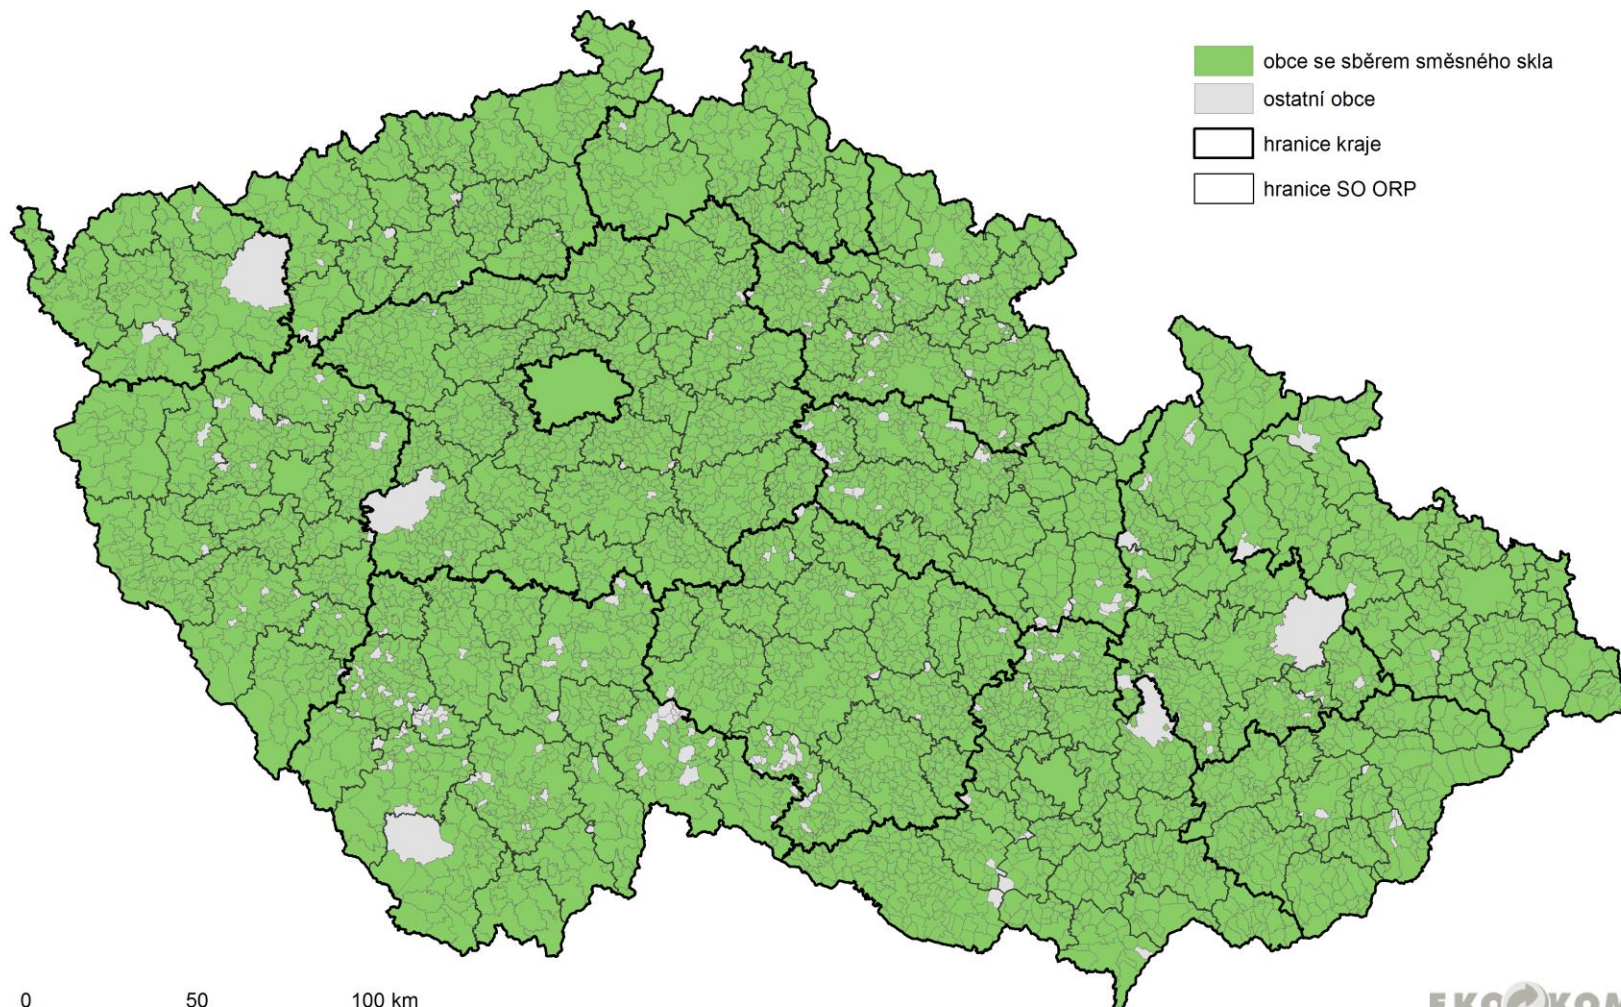 obce se sběrem směsného skla
ostatní obce
hranice kraje
hranice SO ORP
0 50 100 km